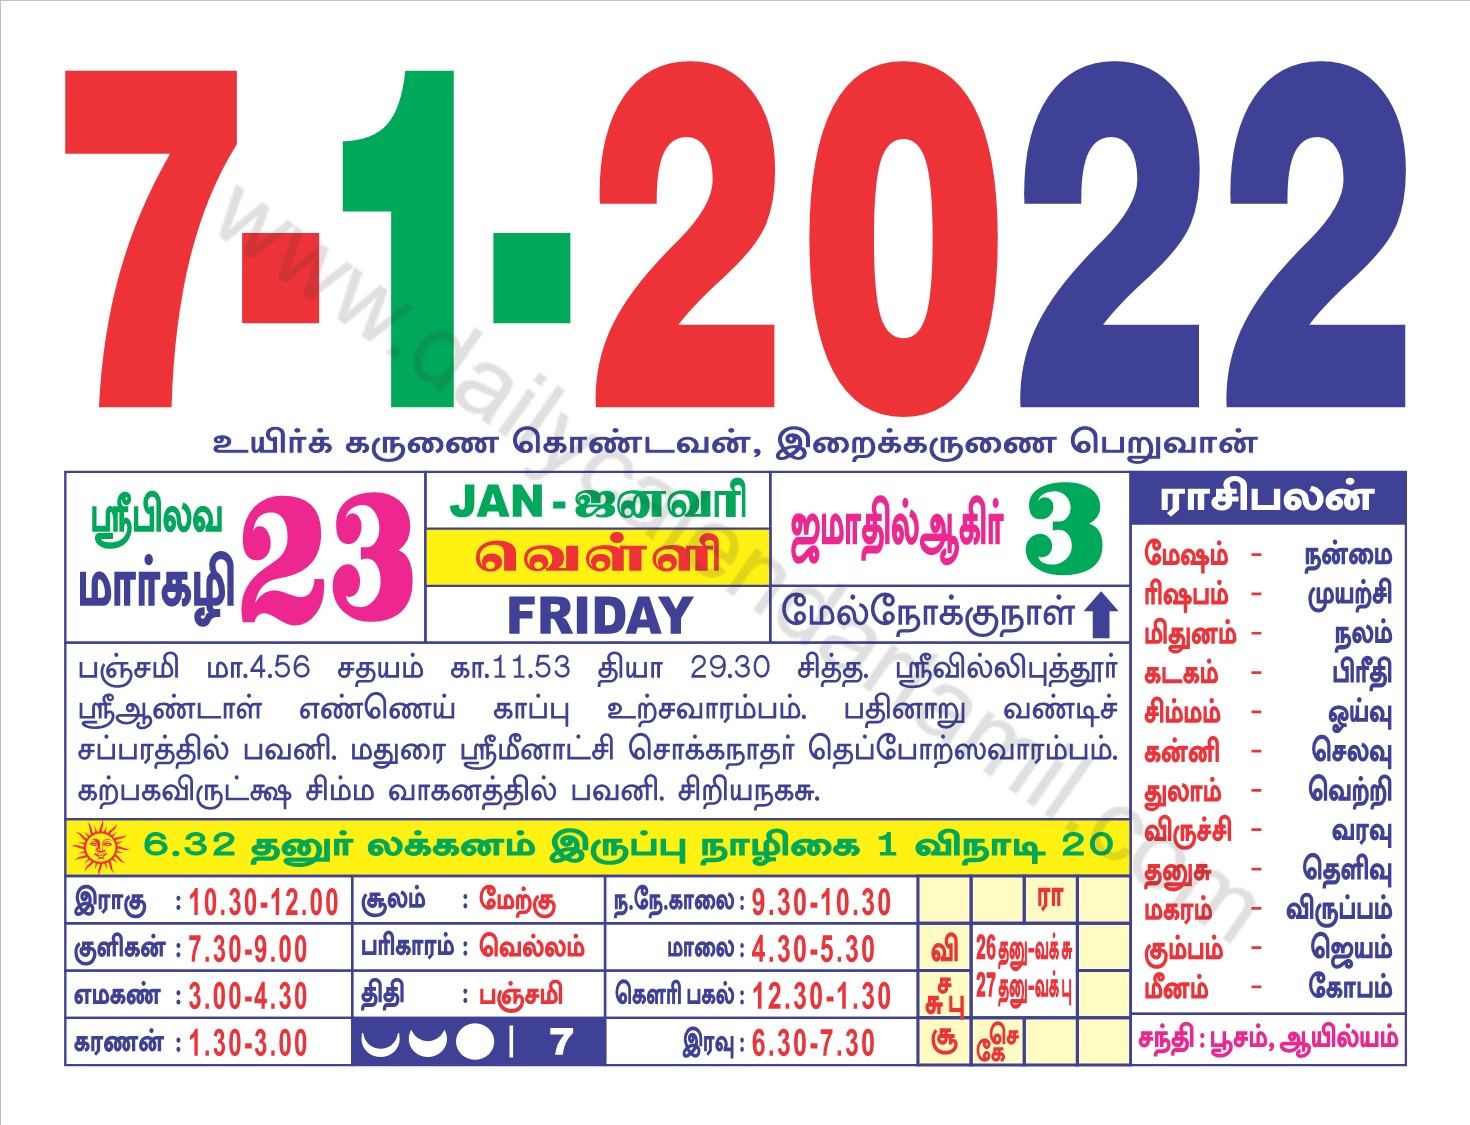 7-1-2022
உயிர்க் கருணை கொண்டவன், இறைக்கருணை பெறுவான்
ஸ்ரீபிலவ
மார்கழி 23
JAN - ஜனவரி
வெள்ளி
FRIDAY
ஜமாதில்ஆகிர் 3
மேல்நோக்குநாள்
பஞ்சமி மா.4.56 சதயம் கா.11.53 தியா 29.30 சித்த. ஸ்ரீவில்லிபுத்தூர்
ஸ்ரீஆண்டாள் எண்ணெய் காப்பு உற்சவாரம்பம். பதினாறு வண்டிச்
சப்பரத்தில் பவனி. மதுரை ஸ்ரீமீனாட்சி சொக்கநாதர் தெப்போற்ஸவாரம்பம்.
கற்பகவிருட்க்ஷ சிம்ம வாகனத்தில் பவனி. சிறியநகசு.
6.32 தனுர் லக்கனம் இருப்பு நாழிகை 1 விநாடி 20
இராகு : 10.30-12.00
குளிகன் : 7.30-9.00
எமகண் : 3.00-4.30
கரணன் : 1.30-3.00
சூலம் : மேற்கு
பரிகாரம் : வெல்லம்
திதி : பஞ்சமி
7
ந.நே.காலை : 9.30-10.30
மாலை : 4.30-5.30
கௌரி பகல் : 12.30-1.30
இரவு : 6.30-7.30
ரா
வி 26 தனு-வக்சு
ச சு பு 27 தனு-வக்பு
சூ செ கே
ராசிபலன்
மேஷம் - நன்மை
ரிஷபம் - முயற்சி
மிதுனம் - நலம்
கடகம் - பிரீதி
சிம்மம் - ஓய்வு
கன்னி - செலவு
துலாம் - வெற்றி
விருச்சி - வரவு
தனுசு - தெளிவு
மகரம் - விருப்பம்
கும்பம் - ஜெயம்
மீனம் - கோபம்
சந்தி : பூசம், ஆயில்யம்
www.dailycalendartamil.com